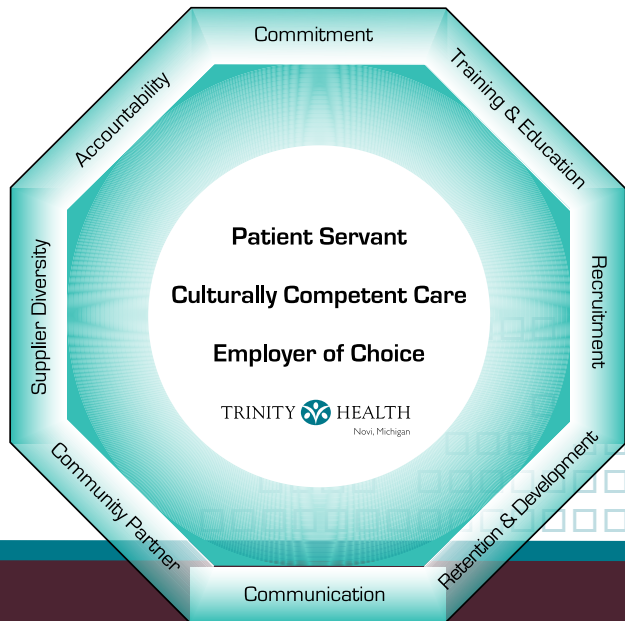 Commitment
Training & Education
Recruitment
Retention & Development
Communication
Community Partner
Supplier Diversity
Accountability
Patient Servant
Culturally Competent Care
Employer of Choice
TRINITY HEALTH
Novi, Michigan